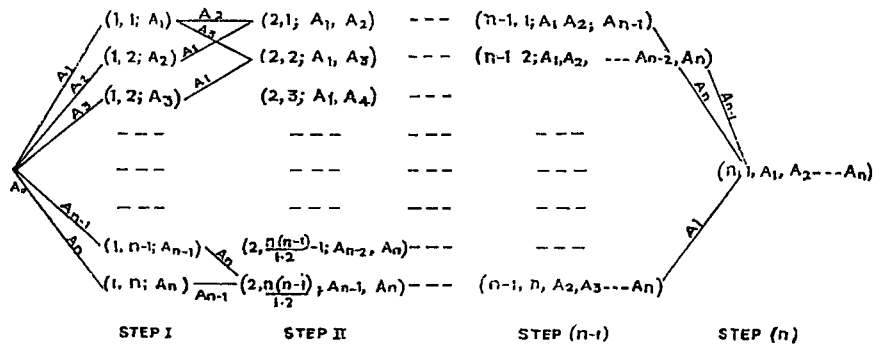 (1, 1; A1) A2 (2, 1; A1, A2) --- (n-1, 1; A1 A2; An-1)
A3
A1
(1, 2; A2) A1 (2, 2; A1, A3) --- (n-1 2; A1, A2, --- An-2, An)
A2
A1
An
An-1
A3
(1, 2; A3) (2, 3; A1, A4) ---
--- --- --- ---
--- --- --- --- (n, 1, A1, A2---An)
A0
--- --- --- ---
An-1
A1
An
(1, n-1; An-1) An (2, n(n-1)/1·2 -1; An-2, An) --- ---
(1, n; An) An-1 (2, n(n-1)/1·2, An-1, An) --- (n-1, n, A2, A3---An)
STEP I STEP II STEP (n-1) STEP (n)